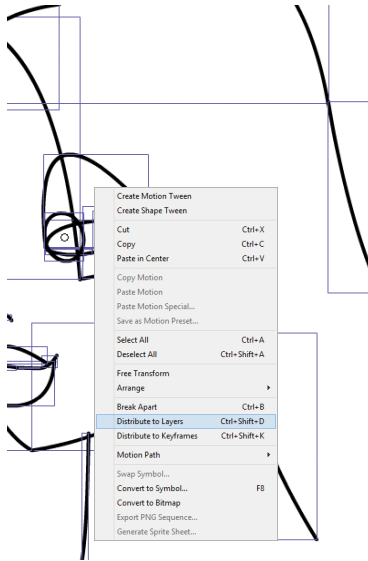 Create Motion Tween
Create Shape Tween
Cut Ctrl+X
Copy Ctrl+C
Paste in Center Ctrl+V
Copy Motion
Paste Motion
Paste Motion Special...
Save as Motion Preset...
Select All Ctrl+A
Deselect All Ctrl+Shift+A
Free Transform
Arrange
Break Apart Ctrl+B
Distribute to Layers Ctrl+Shift+D
Distribute to Keyframes Ctrl+Shift+K
Motion Path
Swap Symbol...
Convert to Symbol... F8
Convert to Bitmap
Export PNG Sequence...
Generate Sprite Sheet...